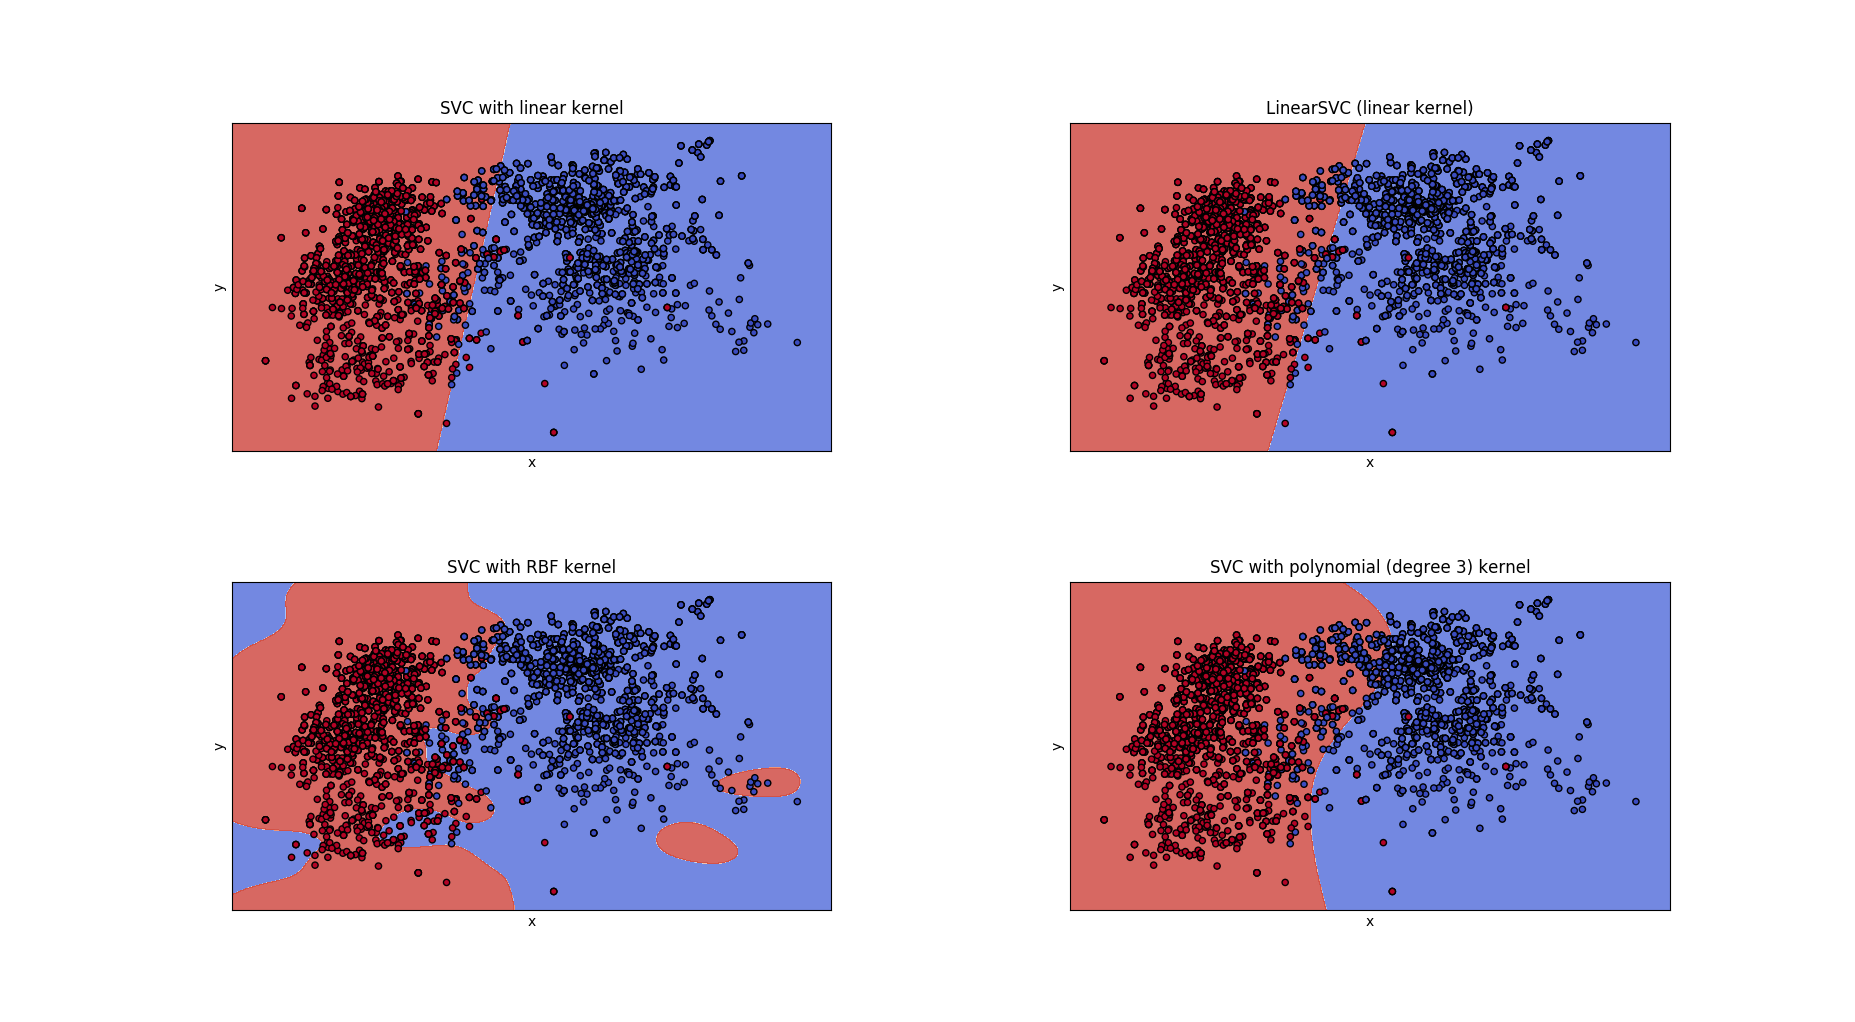 SVC with linear kernel
y
x
LinearSVC (linear kernel)
y
x
SVC with RBF kernel
y
x
SVC with polynomial (degree 3) kernel
y
x